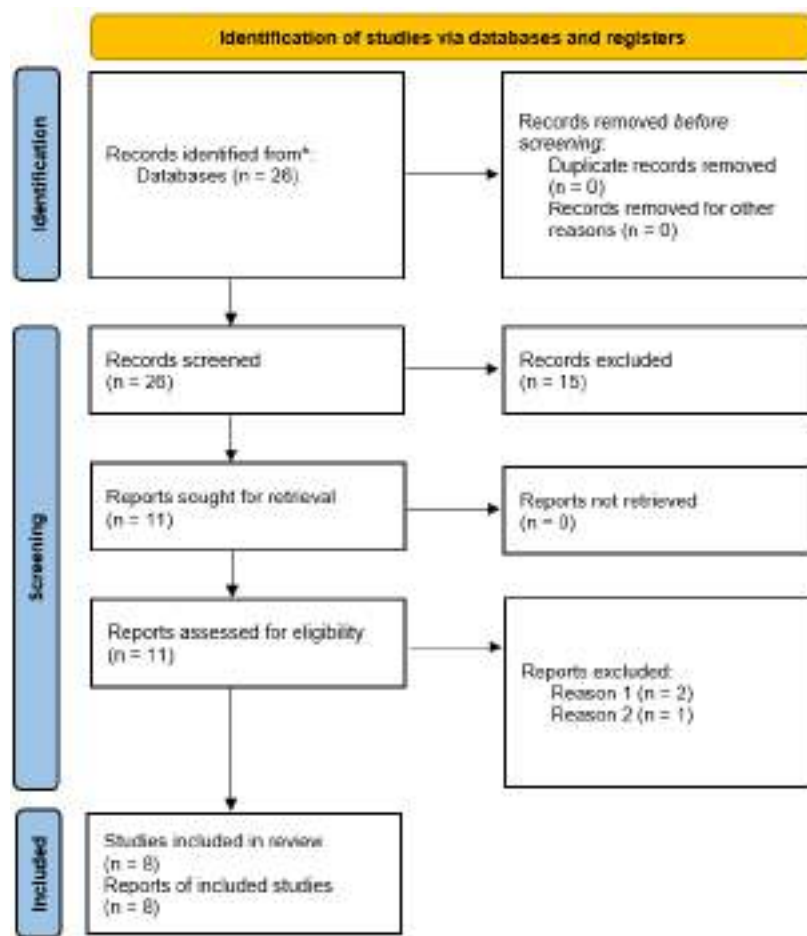 Identification of studies via databases and registers
Identification
Records identified from*:
Databases (n = 26)
Records removed before
screening:
Duplicate records removed
(n = 0)
Records removed for other
reasons (n = 0)
Screening
Records screened
(n = 26)
Records excluded
(n = 15)
Reports sought for retrieval
(n = 11)
Reports not retrieved
(n = 0)
Reports assessed for eligibility
(n = 11)
Reports excluded:
Reason 1 (n = 2)
Reason 2 (n = 1)
Included
Studies included in review
(n = 8)
Reports of included studies
(n = 8)